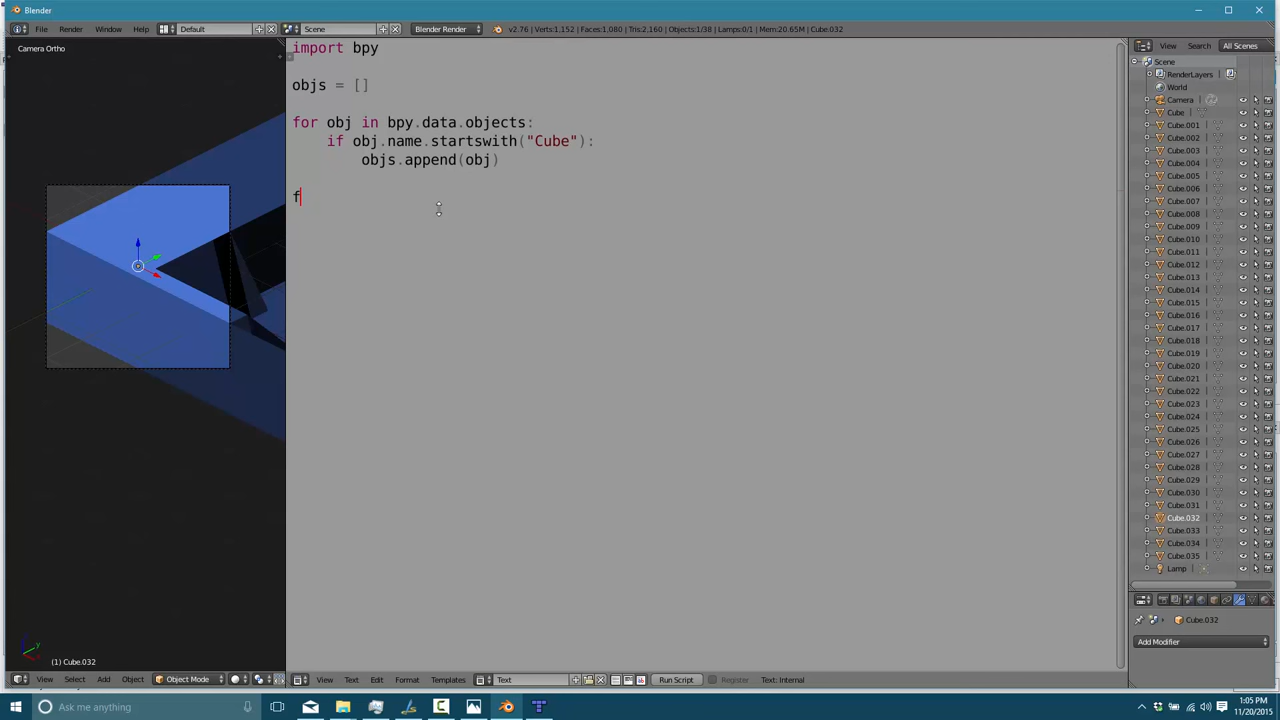 Blender
File Render Window Help Default Scene Blender Render v2.76 | Verts:1,152 | Faces:1,080 | Tris:2,160 | Objects:1/38 | Lamps:0/1 | Mem:20.65M | Cube.032
Camera Ortho
import bpy
objs = []
for obj in bpy.data.objects:
if obj.name.startswith("Cube"):
objs.append(obj)
f
View Search All Scenes
Scene
RenderLayers
World
Camera
Cube
Cube.001
Cube.002
Cube.003
Cube.004
Cube.005
Cube.006
Cube.007
Cube.008
Cube.009
Cube.010
Cube.011
Cube.012
Cube.013
Cube.014
Cube.015
Cube.016
Cube.017
Cube.018
Cube.019
Cube.020
Cube.021
Cube.022
Cube.023
Cube.024
Cube.025
Cube.026
Cube.027
Cube.028
Cube.029
Cube.030
Cube.031
Cube.032
Cube.033
Cube.034
Cube.035
Lamp
Cube.032
Add Modifier
(1) Cube.032
View Select Add Object Object Mode View Text Edit Format Templates Text Run Script Register Text: Internal
Ask me anything
1:05 PM
11/20/2015